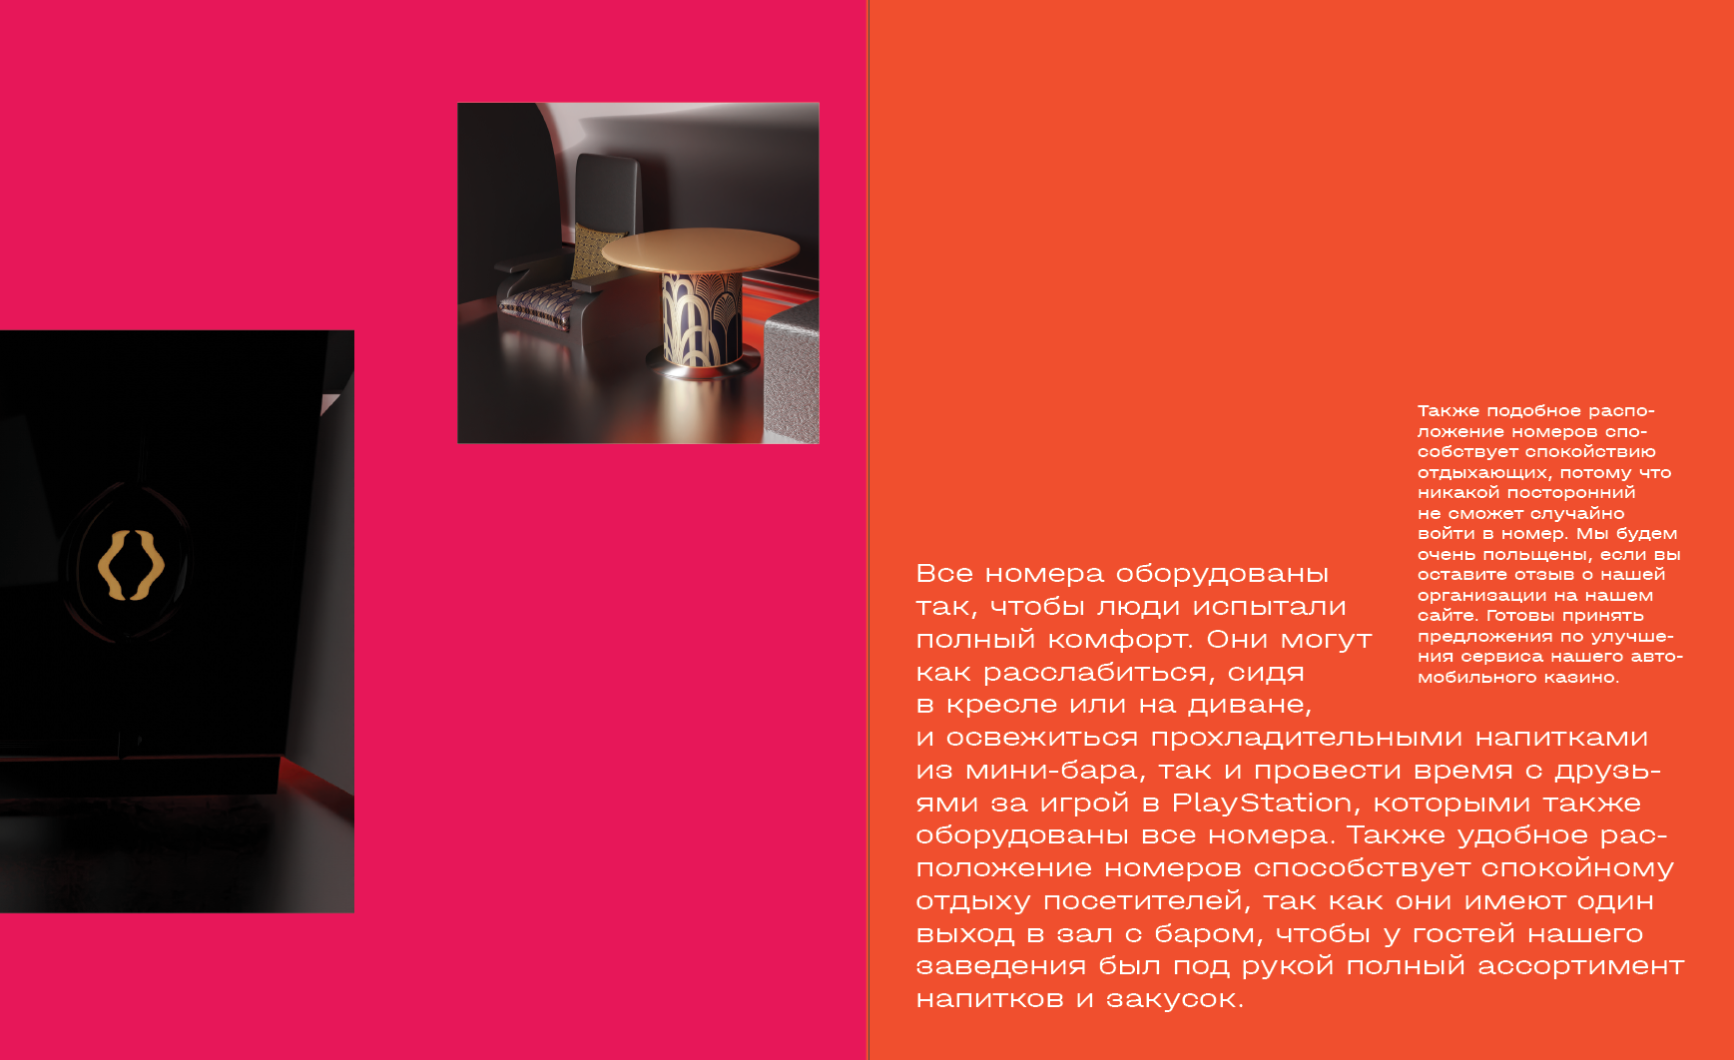 Также подобное распо-
ложение номеров спо-
собствует спокойствию
отдыхающих, потому что
никакой посторонний
не сможет случайно
войти в номер. Мы будем
очень польщены, если вы
оставите отзыв о нашей
организации на нашем
сайте. Готовы принять
предложения по улучше-
ния сервиса нашего авто-
мобильного казино.
Все номера оборудованы
так, чтобы люди испытали
полный комфорт. Они могут
как расслабиться, сидя
в кресле или на диване,
и освежиться прохладительными напитками
из мини-бара, так и провести время с друзь-
ями за игрой в PlayStation, которыми также
оборудованы все номера. Также удобное рас-
положение номеров способствует спокойному
отдыху посетителей, так как они имеют один
выход в зал с баром, чтобы у гостей нашего
заведения был под рукой полный ассортимент
напитков и закусок.